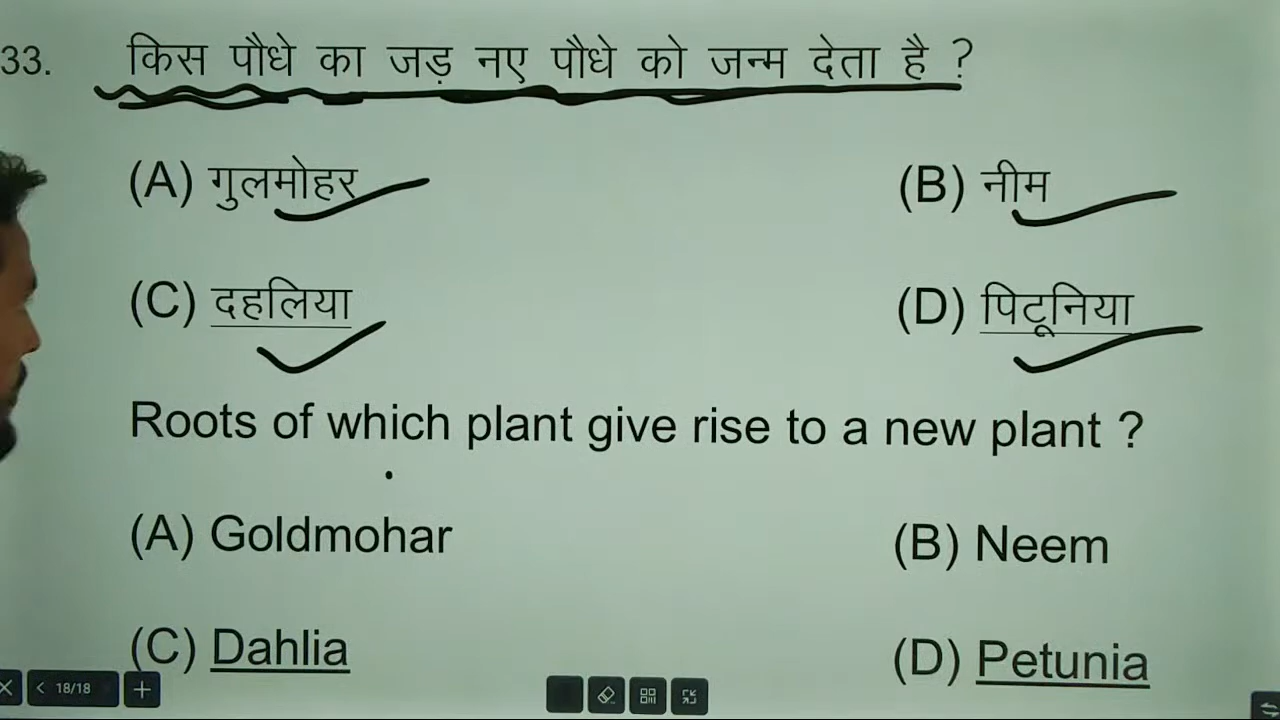 33. किस पौधे का जड़ नए पौधे को जन्म देता है ?
(A) गुलमोहर (B) नीम
(C) दहलिया (D) पिटूनिया
Roots of which plant give rise to a new plant ?
(A) Goldmohar (B) Neem
(C) Dahlia (D) Petunia
18/18